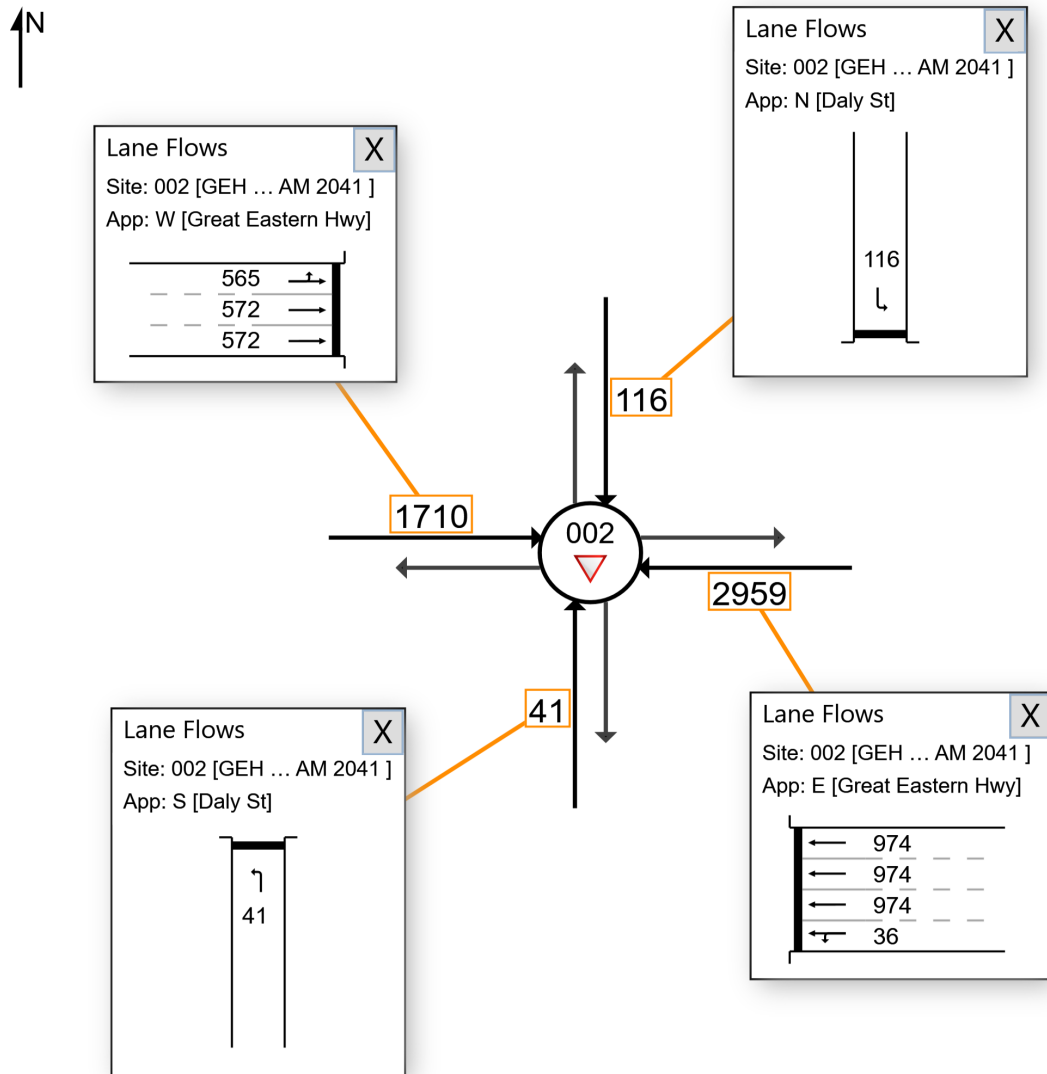 N
Lane Flows
X
Site: 002 [GEH ... AM 2041 ]
App: N [Daly St]
116
Lane Flows
X
Site: 002 [GEH ... AM 2041 ]
App: W [Great Eastern Hwy]
565
572
572
116
1710
002
2959
41
Lane Flows
X
Site: 002 [GEH ... AM 2041 ]
App: S [Daly St]
41
Lane Flows
X
Site: 002 [GEH ... AM 2041 ]
App: E [Great Eastern Hwy]
974
974
974
36